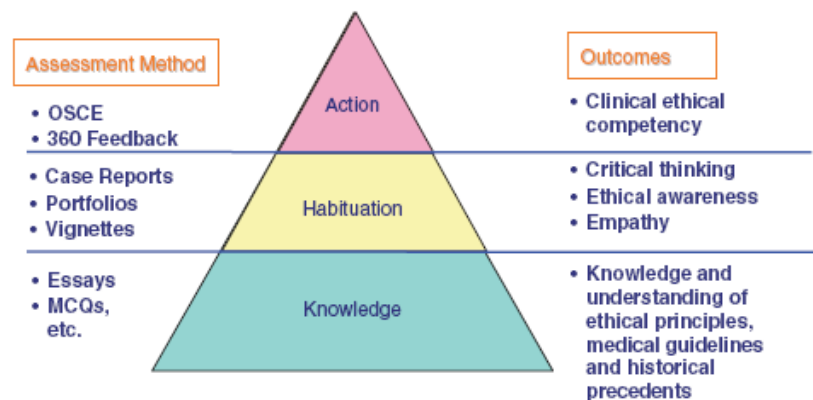 Assessment Method
• OSCE
• 360 Feedback
• Case Reports
• Portfolios
• Vignettes
• Essays
• MCQs,
etc.
Action
Habituation
Knowledge
Outcomes
• Clinical ethical
competency
• Critical thinking
• Ethical awareness
• Empathy
• Knowledge and
understanding of
ethical principles,
medical guidelines
and historical
precedents